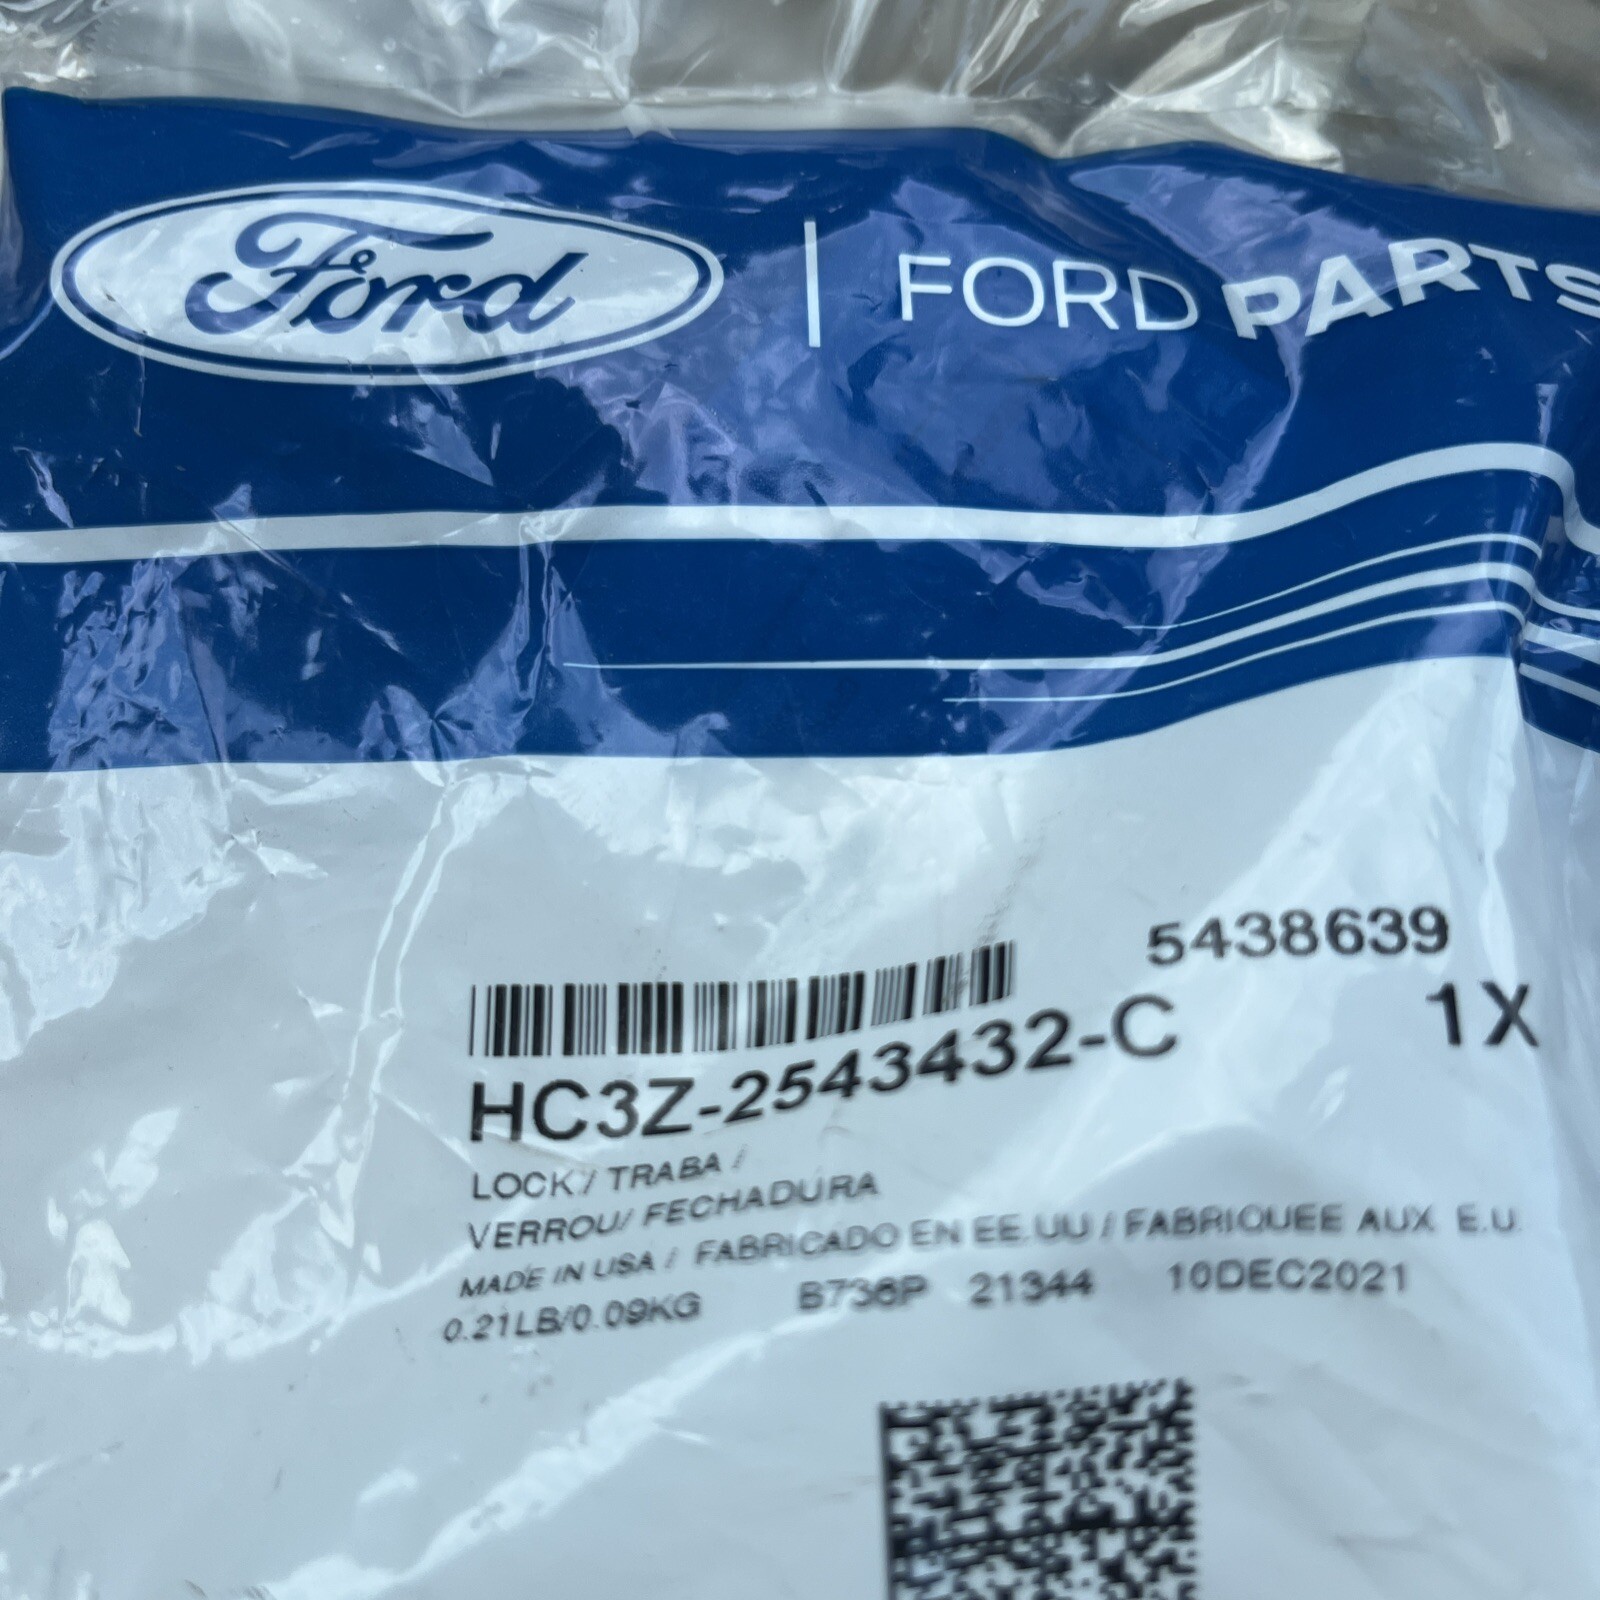 Ford | FORD PARTS
5438639
HC3Z-2543432-C 1X
LOCK / TRABA /
VERROU/ FECHADURA
MADE IN USA / FABRICADO EN EE.UU / FABRIQUEE AUX E.U.
0.21LB/0.09KG B736P 21344 10DEC2021